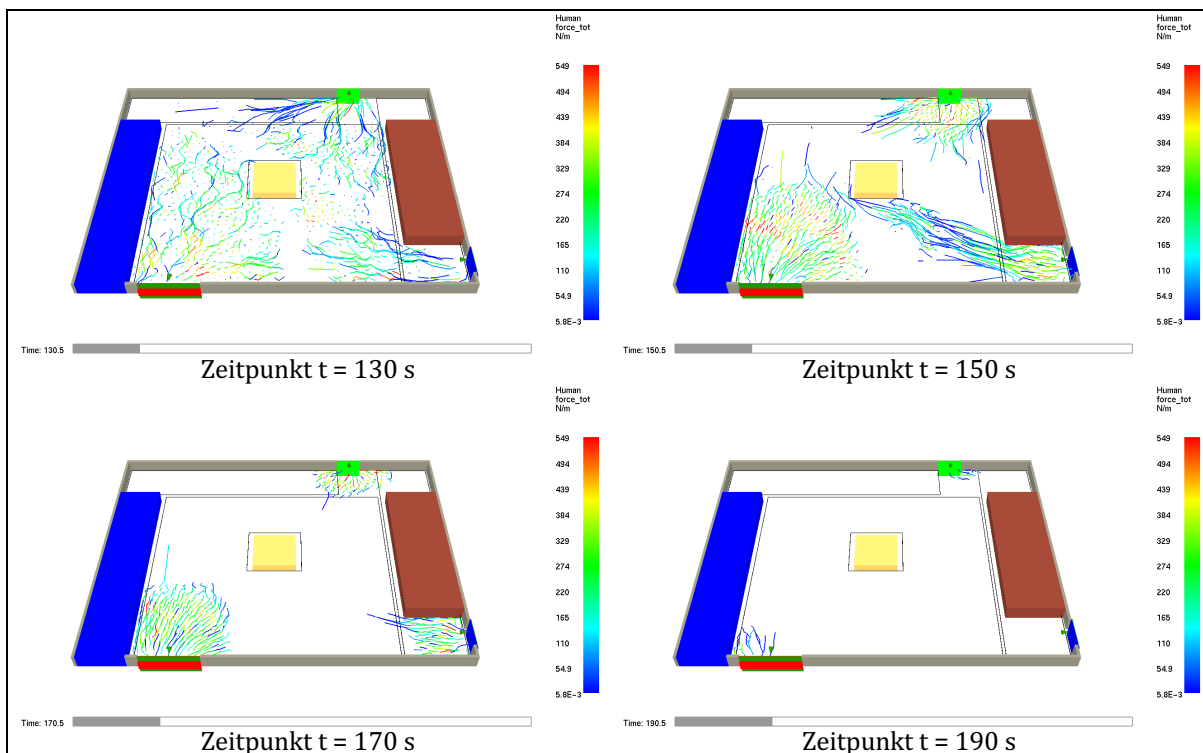 Human
force_tot
N/m
549
494
439
384
329
274
220
165
110
54.9
5.8E-3
Time: 130.5
Zeitpunkt t = 130 s
Human
force_tot
N/m
549
494
439
384
329
274
220
165
110
54.9
5.8E-3
Time: 150.5
Zeitpunkt t = 150 s
Human
force_tot
N/m
549
494
439
384
329
274
220
165
110
54.9
5.8E-3
Time: 170.5
Zeitpunkt t = 170 s
Human
force_tot
N/m
549
494
439
384
329
274
220
165
110
54.9
5.8E-3
Time: 190.5
Zeitpunkt t = 190 s